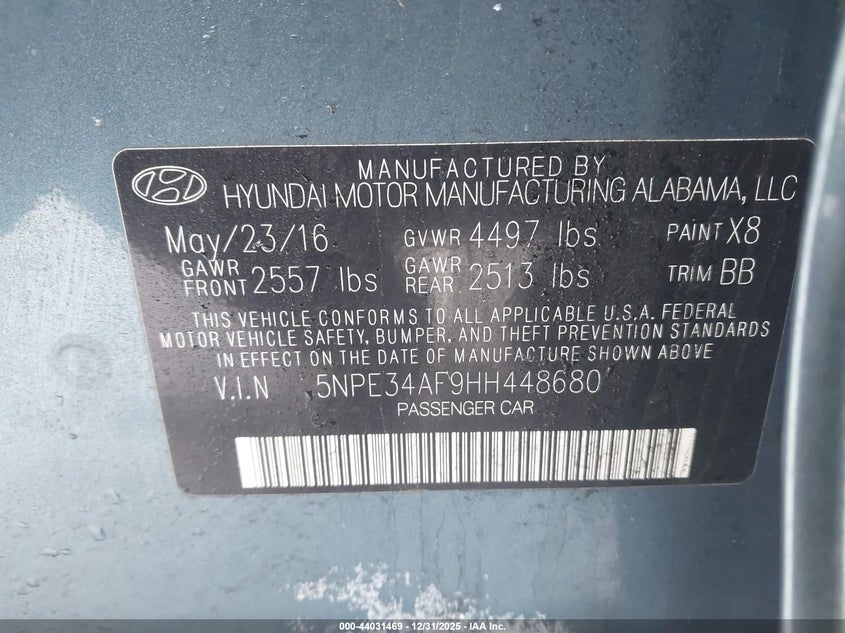 MANUFACTURED BY
HYUNDAI MOTOR MANUFACTURING ALABAMA, LLC
May/23/16 GVWR 4497 lbs PAINT X8
GAWR FRONT 2557 lbs GAWR REAR 2513 lbs TRIM BB
THIS VEHICLE CONFORMS TO ALL APPLICABLE U.S.A. FEDERAL
MOTOR VEHICLE SAFETY, BUMPER, AND THEFT PREVENTION STANDARDS
IN EFFECT ON THE DATE OF MANUFACTURE SHOWN ABOVE
V.I.N 5NPE34AF9HH448680
PASSENGER CAR
000-44031469 - 12/31/2025 - IAA Inc.